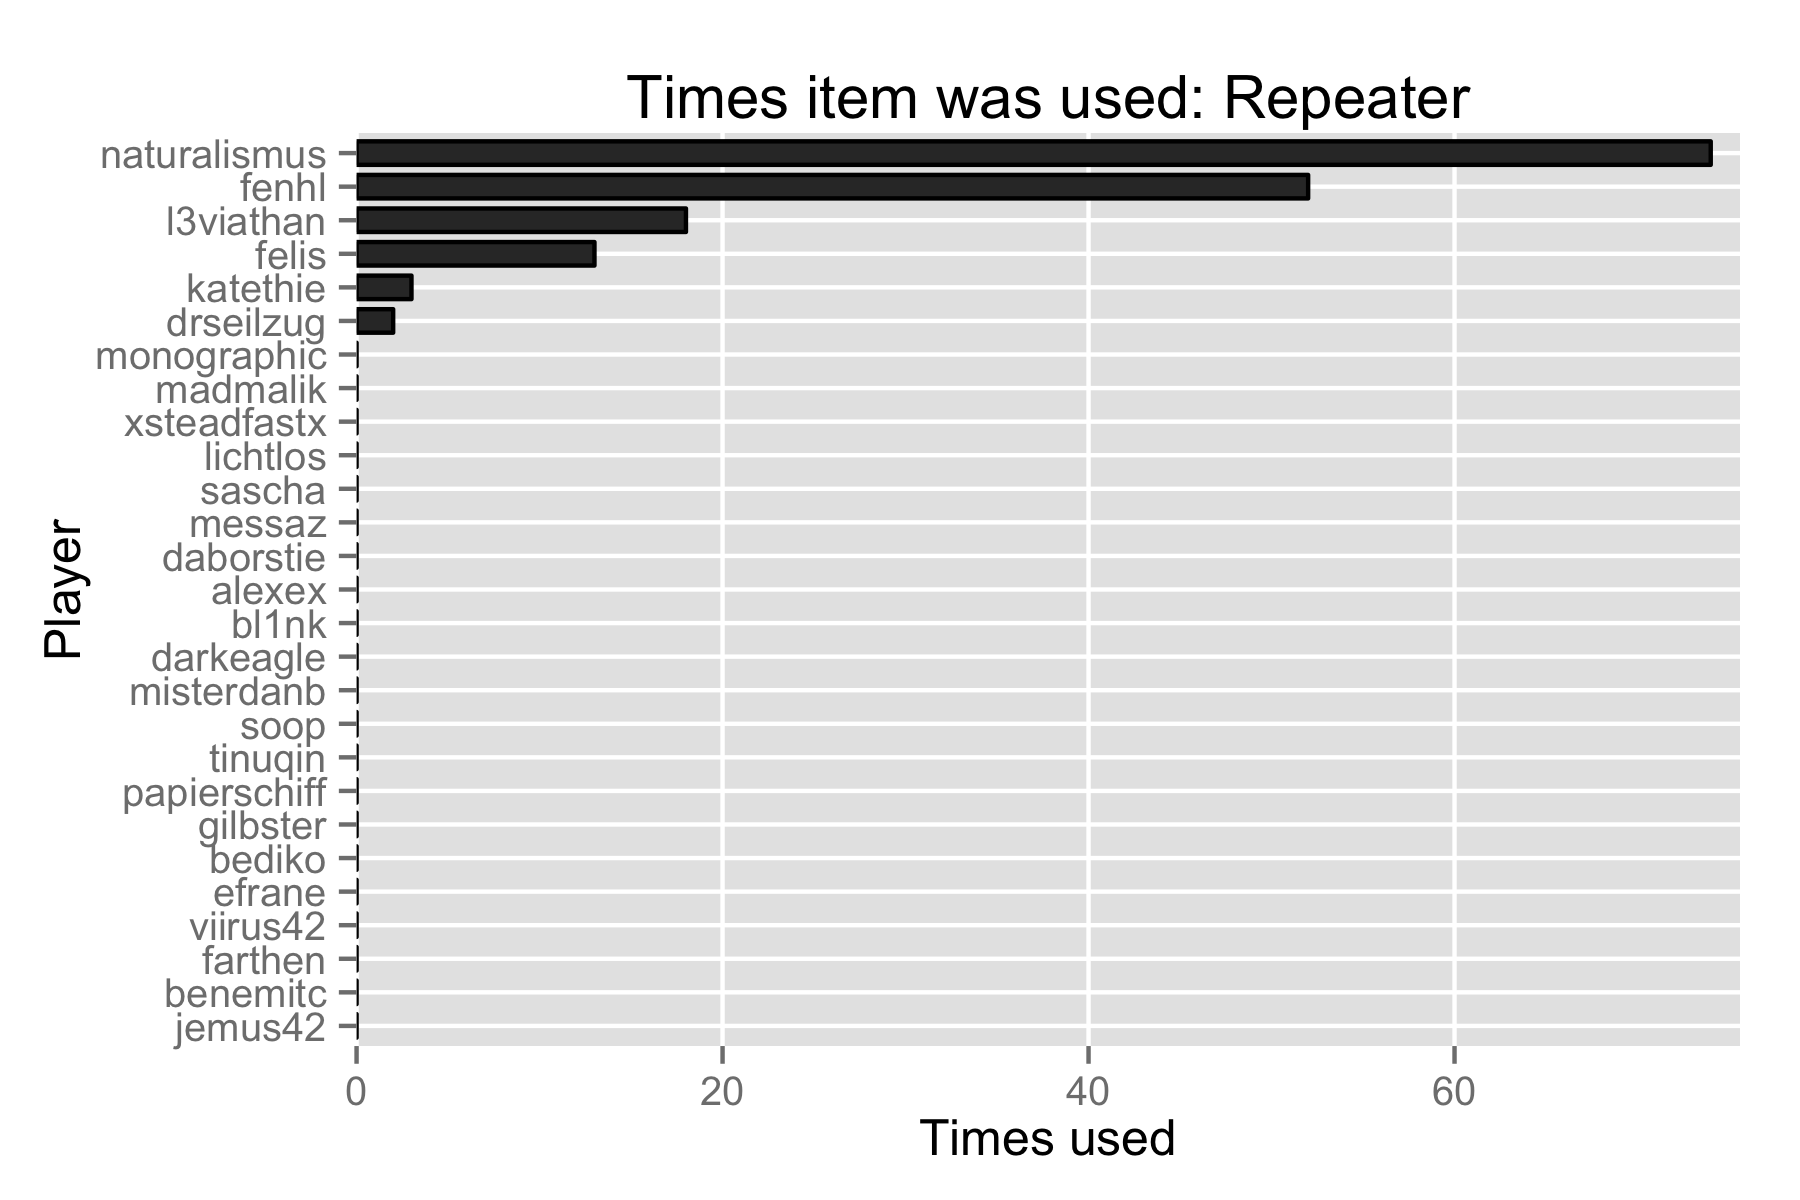 Times item was used: Repeater
naturalismus
fenhl
l3viathan
felis
katethie
drseilzug
monographic
madmalik
xsteadfastx
lichtlos
sascha
messaz
daborstie
alexex
bl1nk
darkeagle
misterdanb
soop
tinuqin
papierschiff
gilbster
bediko
efrane
viirus42
farthen
benemitc
jemus42
Player
0 20 40 60
Times used